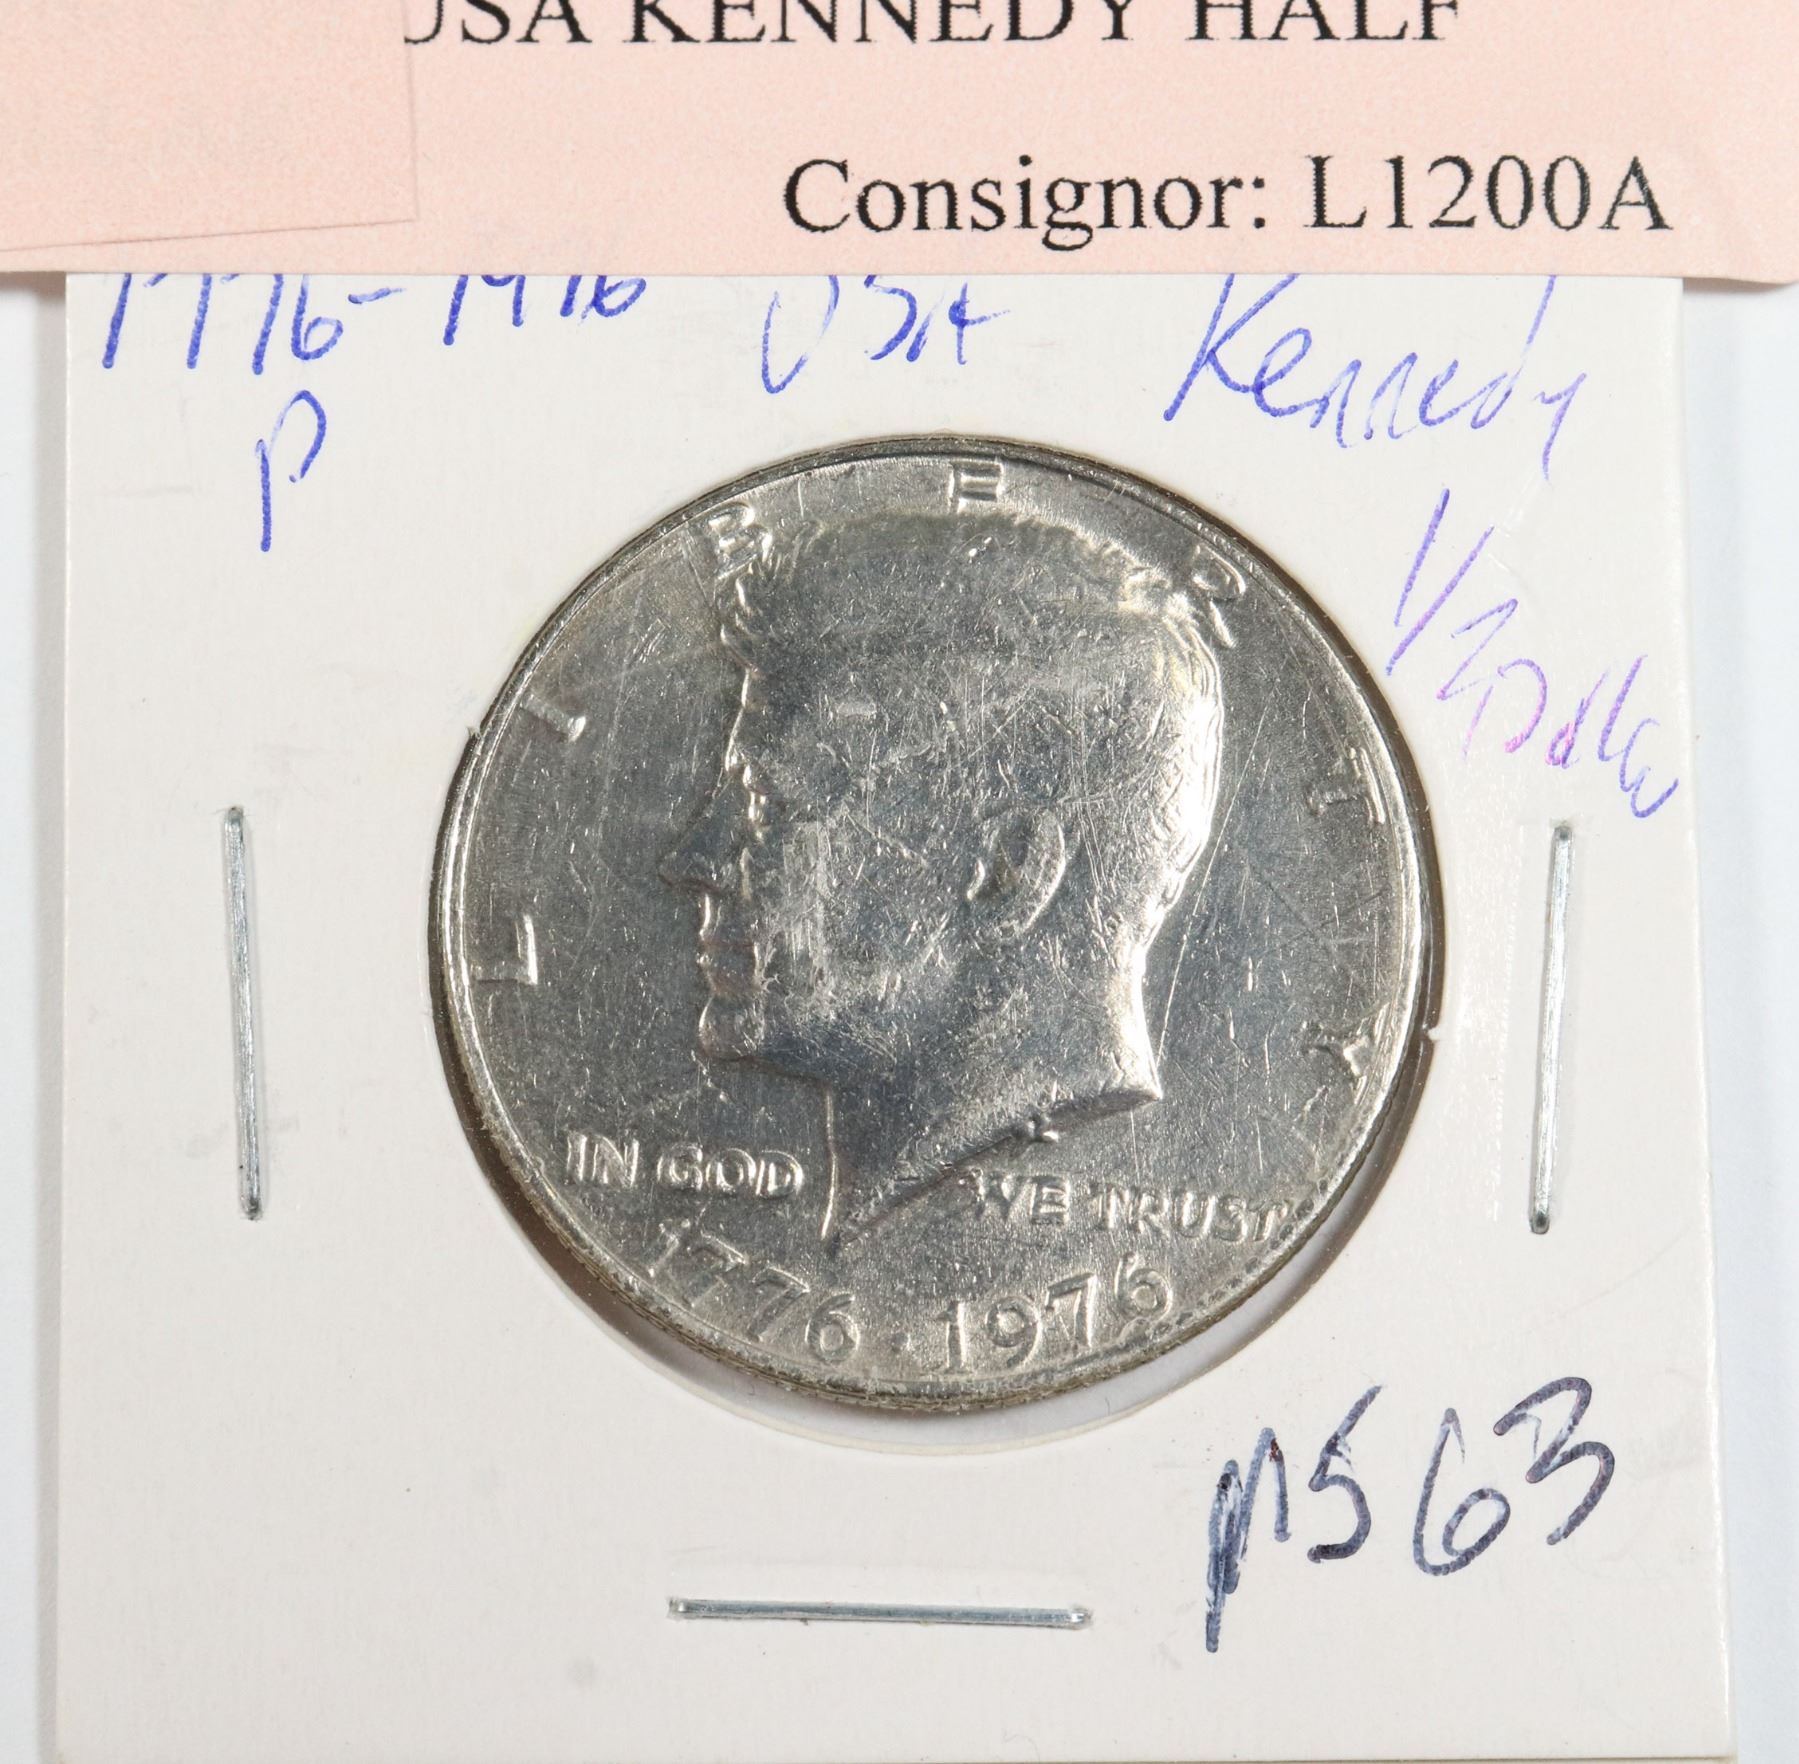 USA KENNEDY HALF
Consignor: L1200A
1776-1976 USA Kennedy
P
1/2 Dollar
LIBERTY
IN GOD WE TRUST
1776·1976
MS63